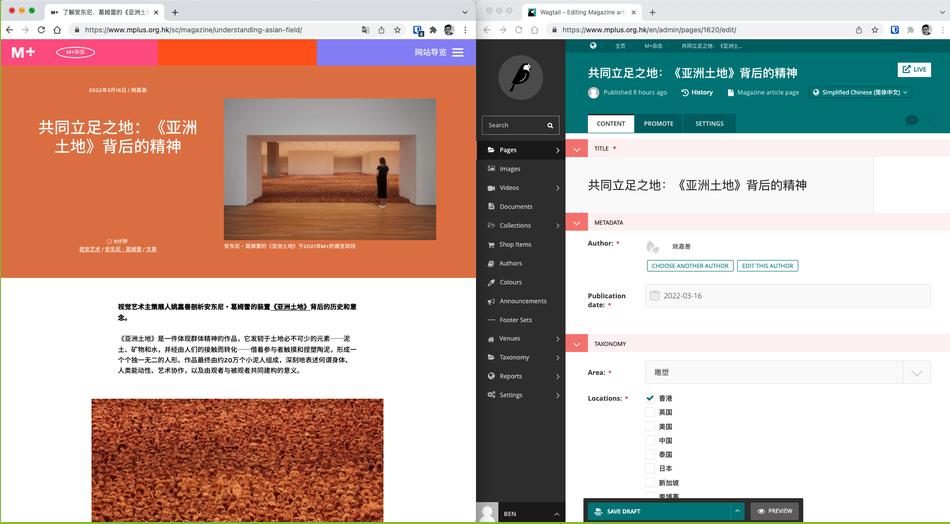 M+ 了解安东尼．葛姆雷的《亚洲土
https://www.mplus.org.hk/sc/magazine/understanding-asian-field/
M+
M+杂志
网站导览
2022年3月16日 / 姚嘉善
共同立足之地：《亚洲
土地》背后的精神
9分钟
视觉艺术 / 安东尼・葛姆雷 / 文章
安东尼・葛姆雷的《亚洲土地》于2021年M+的展览现场
视觉艺术主策展人姚嘉善剖析安东尼・葛姆雷的装置《亚洲土地》背后的历史和意
念。
《亚洲土地》是一件体现群体精神的作品，它发轫于土地必不可少的元素——泥
土、矿物和水，并经由人们的接触而转化——借着参与者触摸和捏塑陶泥，形成一
个个独一无二的人形。作品最终由约20万个小泥人组成，深刻地表述何谓身体、
人类能动性、艺术协作，以及由观者与被观者共同建构的意义。
Wagtail – Editing Magazine arti
https://www.mplus.org.hk/en/admin/pages/1620/edit/
Search
Pages
Images
Videos
Documents
Collections
Shop Items
Authors
Colours
Announcements
Footer Sets
Venues
Taxonomy
Reports
Settings
BEN
主页
M+杂志
共同立足之地：《亚洲土...
共同立足之地：《亚洲土地》背后的精神
LIVE
Published 8 hours ago
History
Magazine article page
Simplified Chinese (简体中文)
CONTENT
PROMOTE
SETTINGS
TITLE *
共同立足之地：《亚洲土地》背后的精神
METADATA
Author: *
姚嘉善
CHOOSE ANOTHER AUTHOR
EDIT THIS AUTHOR
Publication
date: *
2022-03-16
TAXONOMY
Area: *
雕塑
Locations: *
香港
英国
美国
中国
泰国
日本
新加坡
柬埔寨
SAVE DRAFT
PREVIEW